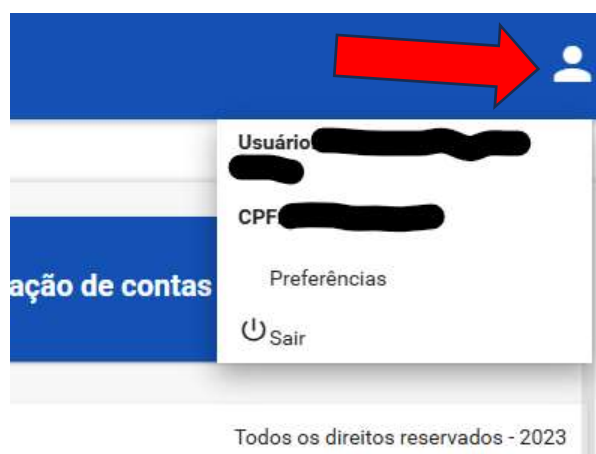 Usuário
CPF
ação de contas
Preferências
Sair
Todos os direitos reservados - 2023